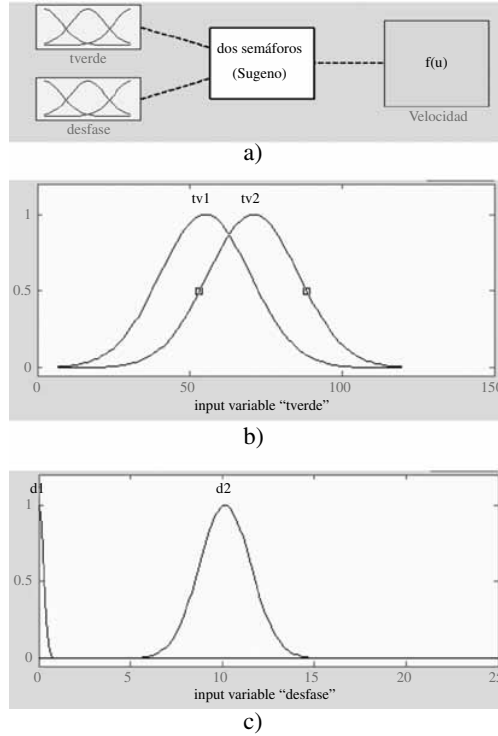 tverde
dos semáforos
(Sugeno)
f(u)
desfase
Velocidad
a)
tv1 tv2
1
0.5
0
0 50 100 150
input variable “tverde”
b)
d1 d2
1
0.5
0
0 5 10 15 20 25
input variable “desfase”
c)